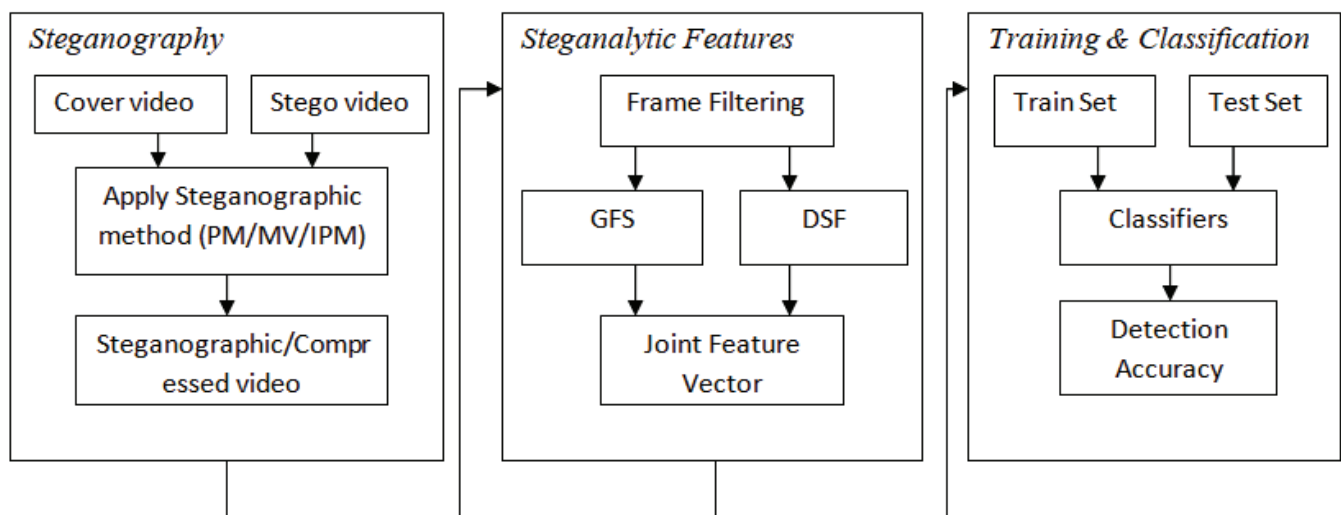 Steganography
Cover video
Stego video
Apply Steganographic
method (PM/MV/IPM)
Steganographic/Compr
essed video
Steganalytic Features
Frame Filtering
GFS
DSF
Joint Feature
Vector
Training & Classification
Train Set
Test Set
Classifiers
Detection
Accuracy